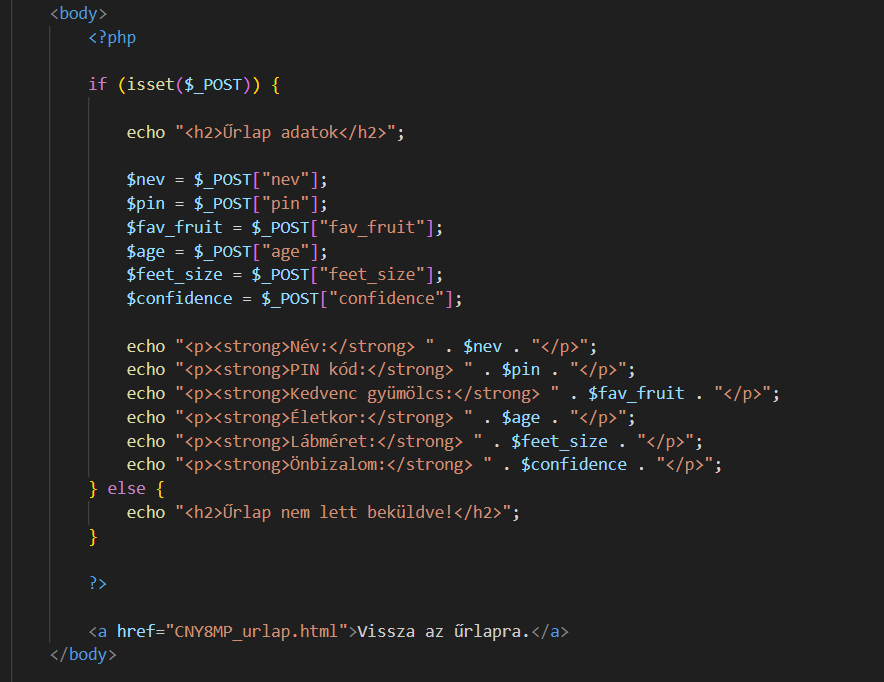 <body>
<?php
if (isset($_POST)) {
echo "<h2>Űrlap adatok</h2>";
$nev = $_POST["nev"];
$pin = $_POST["pin"];
$fav_fruit = $_POST["fav_fruit"];
$age = $_POST["age"];
$feet_size = $_POST["feet_size"];
$confidence = $_POST["confidence"];
echo "<p><strong>Név:</strong> " . $nev . "</p>";
echo "<p><strong>PIN kód:</strong> " . $pin . "</p>";
echo "<p><strong>Kedvenc gyümölcs:</strong> " . $fav_fruit . "</p>";
echo "<p><strong>Életkor:</strong> " . $age . "</p>";
echo "<p><strong>Lábméret:</strong> " . $feet_size . "</p>";
echo "<p><strong>Önbizalom:</strong> " . $confidence . "</p>";
} else {
echo "<h2>Űrlap nem lett beküldve!</h2>";
}
?>
<a href="CNY8MP_urlap.html">Vissza az űrlapra.</a>
</body>